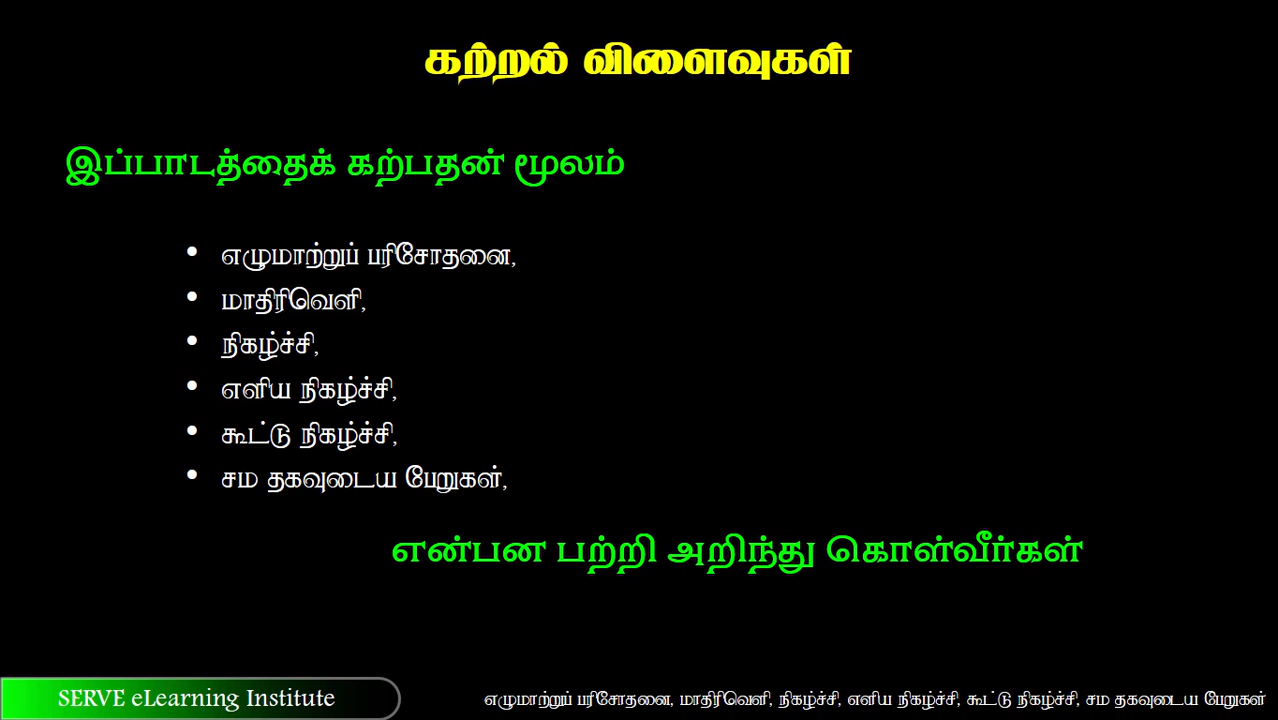 கற்றல் விளைவுகள்
இப்பாடத்தைக் கற்பதன் மூலம்
• எழுமாற்றுப் பரிசோதனை,
• மாதிரிவெளி,
• நிகழ்ச்சி,
• எளிய நிகழ்ச்சி,
• கூட்டு நிகழ்ச்சி,
• சம தகவுடைய பேறுகள்,
என்பன பற்றி அறிந்து கொள்வீர்கள்
SERVE eLearning Institute
எழுமாற்றுப் பரிசோதனை, மாதிரிவெளி, நிகழ்ச்சி, எளிய நிகழ்ச்சி, கூட்டு நிகழ்ச்சி, சம தகவுடைய பேறுகள்